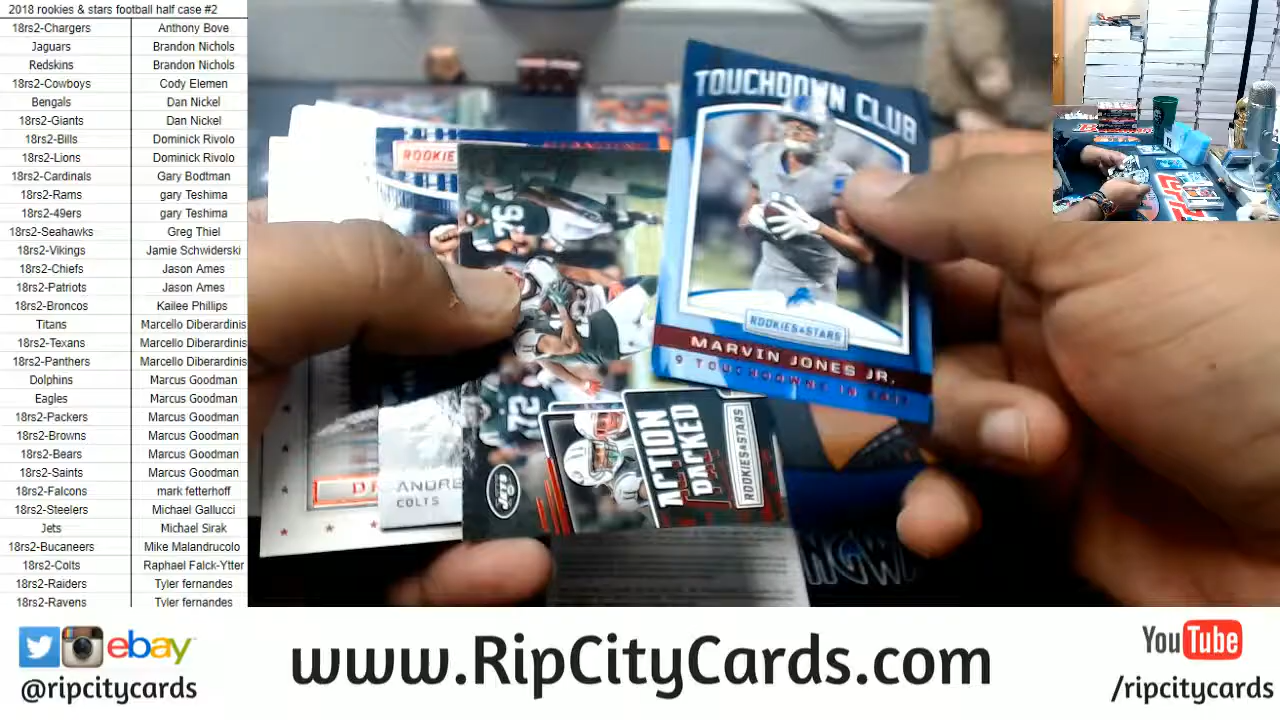 2018 rookies & stars football half case #2
18rs2-Chargers Anthony Bove
Jaguars Brandon Nichols
Redskins Brandon Nichols
18rs2-Cowboys Cody Elemen
Bengals Dan Nickel
18rs2-Giants Dan Nickel
18rs2-Bills Dominick Rivolo
18rs2-Lions Dominick Rivolo
18rs2-Cardinals Gary Bodtman
18rs2-Rams gary Teshima
18rs2-49ers gary Teshima
18rs2-Seahawks Greg Thiel
18rs2-Vikings Jamie Schwiderski
18rs2-Chiefs Jason Ames
18rs2-Patriots Jason Ames
18rs2-Broncos Kailee Phillips
Titans Marcello Diberardinis
18rs2-Texans Marcello Diberardinis
18rs2-Panthers Marcello Diberardinis
Dolphins Marcus Goodman
Eagles Marcus Goodman
18rs2-Packers Marcus Goodman
18rs2-Browns Marcus Goodman
18rs2-Bears Marcus Goodman
18rs2-Saints Marcus Goodman
18rs2-Falcons mark fetterhoff
18rs2-Steelers Michael Gallucci
Jets Michael Sirak
18rs2-Bucaneers Mike Malandrucolo
18rs2-Colts Raphael Falck-Ytter
18rs2-Raiders Tyler fernandes
18rs2-Ravens Tyler fernandes
TOUCHDOWN CLUB
ROOKIES & STARS
MARVIN JONES JR.
9 TOUCHDOWNS IN
ROOKIE
76
72
ACTION
PACKED
ROOKIES & STARS
ANDRE
COLTS
ebay
@ripcitycards
www.RipCityCards.com
YouTube
/ripcitycards